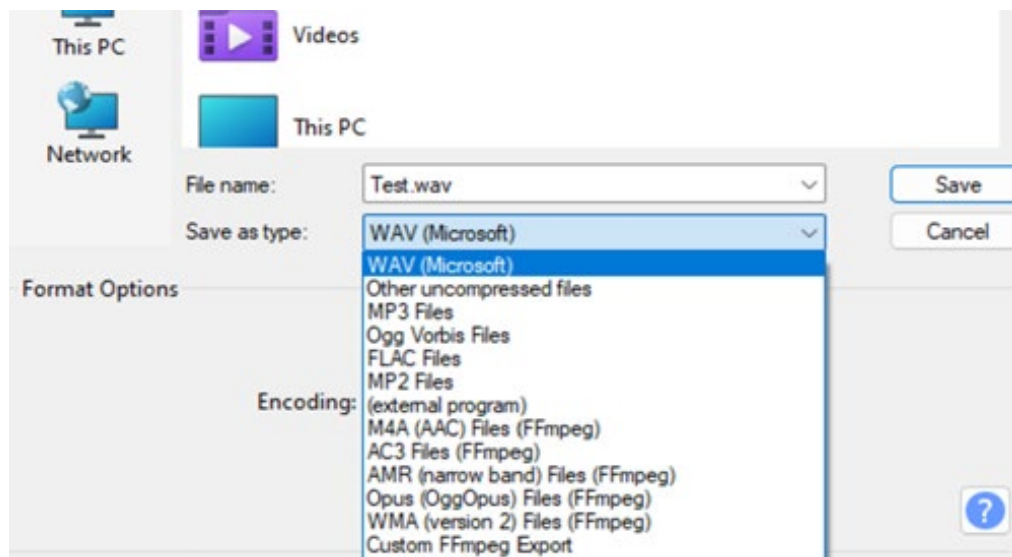 This PC
Videos
This PC
Network
File name:
Test.wav
Save
Save as type:
WAV (Microsoft)
Cancel
WAV (Microsoft)
Format Options
Other uncompressed files
MP3 Files
Ogg Vorbis Files
FLAC Files
MP2 Files
Encoding:
(external program)
M4A (AAC) Files (FFmpeg)
AC3 Files (FFmpeg)
AMR (narrow band) Files (FFmpeg)
Opus (OggOpus) Files (FFmpeg)
WMA (version 2) Files (FFmpeg)
Custom FFmpeg Export
?